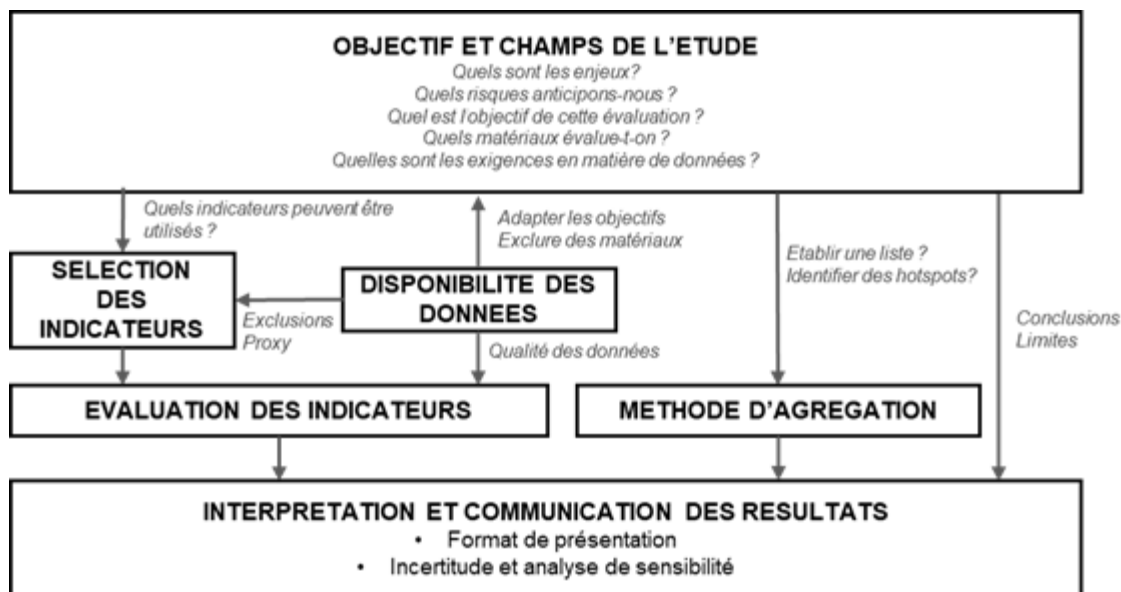 OBJECTIF ET CHAMPS DE L'ETUDE
Quels sont les enjeux?
Quels risques anticipons-nous ?
Quel est l'objectif de cette évaluation ?
Quels matériaux évalue-t-on ?
Quelles sont les exigences en matière de données ?
Quels indicateurs peuvent être
utilisés ?
Adapter les objectifs
Exclure des matériaux
Etablir une liste ?
Identifier des hotspots?
SELECTION
DES
INDICATEURS
DISPONIBILITE DES
DONNEES
Exclusions
Proxy
Conclusions
Limites
Qualité des données
EVALUATION DES INDICATEURS
METHODE D'AGREGATION
INTERPRETATION ET COMMUNICATION DES RESULTATS
• Format de présentation
• Incertitude et analyse de sensibilité